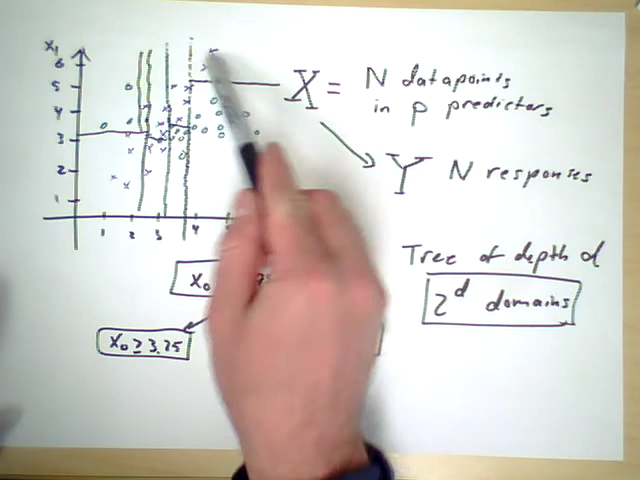 x₁
6
5
4
3
2
1
1 2 3 4
X = N datapoints
in p predictors
Y N responses
Tree of depth d
2^d domains
x₀
x₀ ≥ 3.25